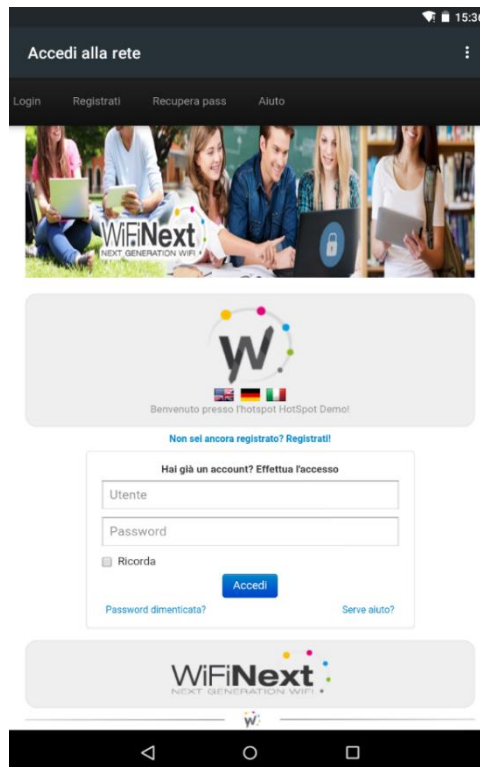 15:36
Accedi alla rete
Login Registrati Recupera pass Aiuto
WiFiNext
NEXT GENERATION WIFI
Benvenuto presso l'hotspot HotSpot Demo!
Non sei ancora registrato? Registrati!
Hai già un account? Effettua l'accesso
Utente
Password
Ricorda
Accedi
Password dimenticata? Serve aiuto?
WiFiNext
NEXT GENERATION WIFI